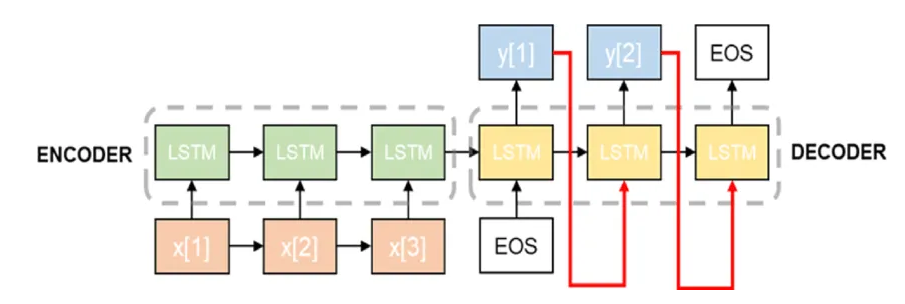 y[1] y[2] EOS
ENCODER LSTM LSTM LSTM LSTM LSTM LSTM DECODER
x[1] x[2] x[3] EOS